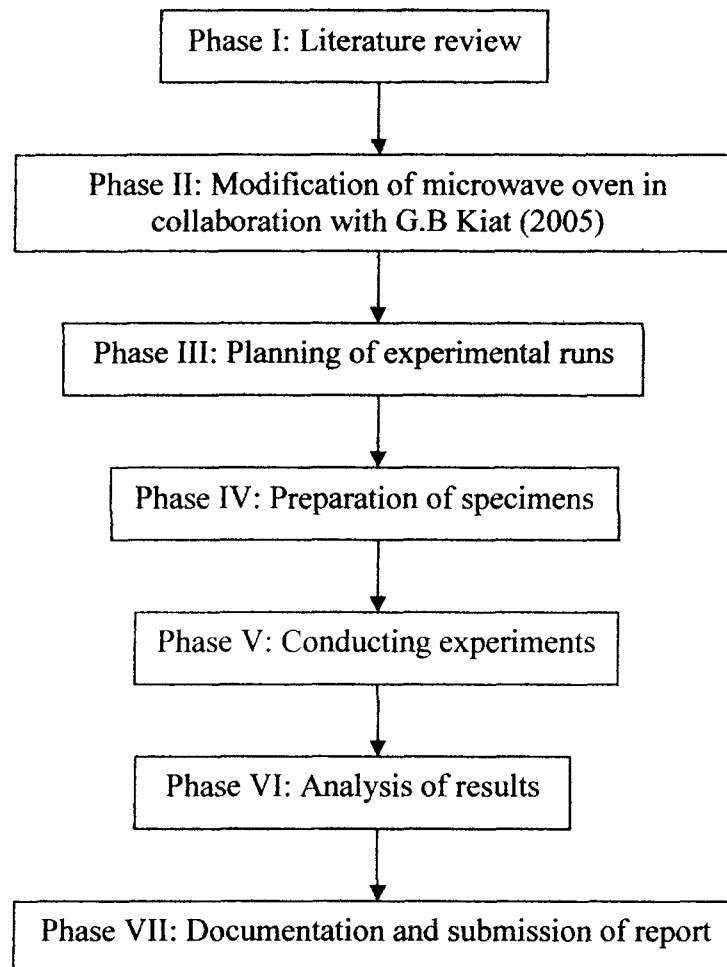 Phase I: Literature review
Phase II: Modification of microwave oven in
collaboration with G.B Kiat (2005)
Phase III: Planning of experimental runs
Phase IV: Preparation of specimens
Phase V: Conducting experiments
Phase VI: Analysis of results
Phase VII: Documentation and submission of report